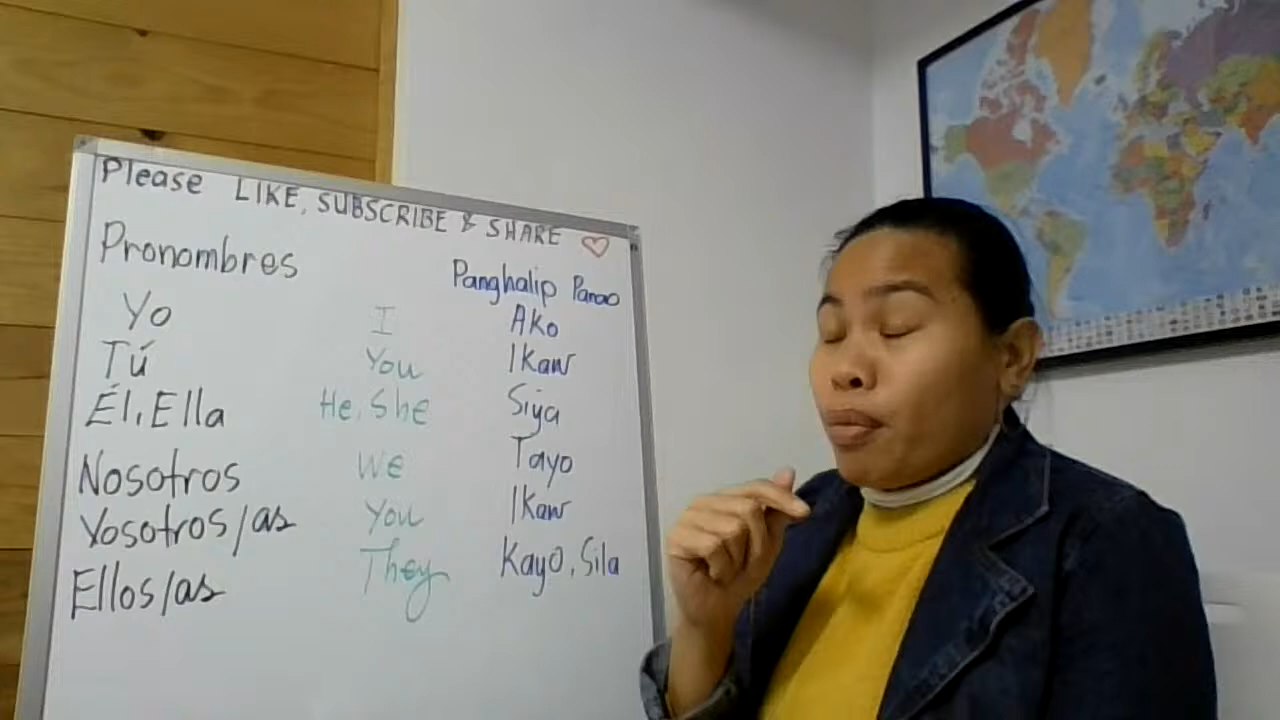 Please LIKE, SUBSCRIBE & SHARE
Pronombres Panghalip Panao
Yo I Ako
Tú You Ikaw
Él, Ella He, She Siya
Nosotros We Tayo
Vosotros/as You Ikaw
Ellos/as They Kayo, Sila